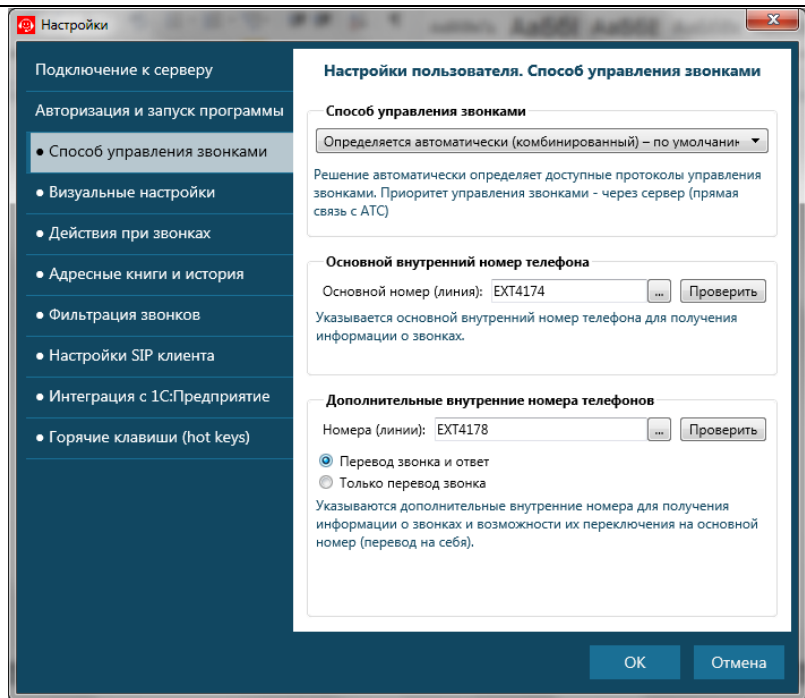 Настройки
Подключение к серверу
Авторизация и запуск программы
● Способ управления звонками
● Визуальные настройки
● Действия при звонках
● Адресные книги и история
● Фильтрация звонков
● Настройки SIP клиента
● Интеграция с 1С:Предприятие
● Горячие клавиши (hot keys)
Настройки пользователя. Способ управления звонками
Способ управления звонками
Определяется автоматически (комбинированный) – по умолчанию
Решение автоматически определяет доступные протоколы управления
звонками. Приоритет управления звонками - через сервер (прямая
связь с АТС)
Основной внутренний номер телефона
Основной номер (линия): EXT4174 ... Проверить
Указывается основной внутренний номер телефона для получения
информации о звонках.
Дополнительные внутренние номера телефонов
Номера (линии): EXT4178 ... Проверить
Перевод звонка и ответ
Только перевод звонка
Указываются дополнительные внутренние номера для получения
информации о звонках и возможности их переключения на основной
номер (перевод на себя).
OK Отмена